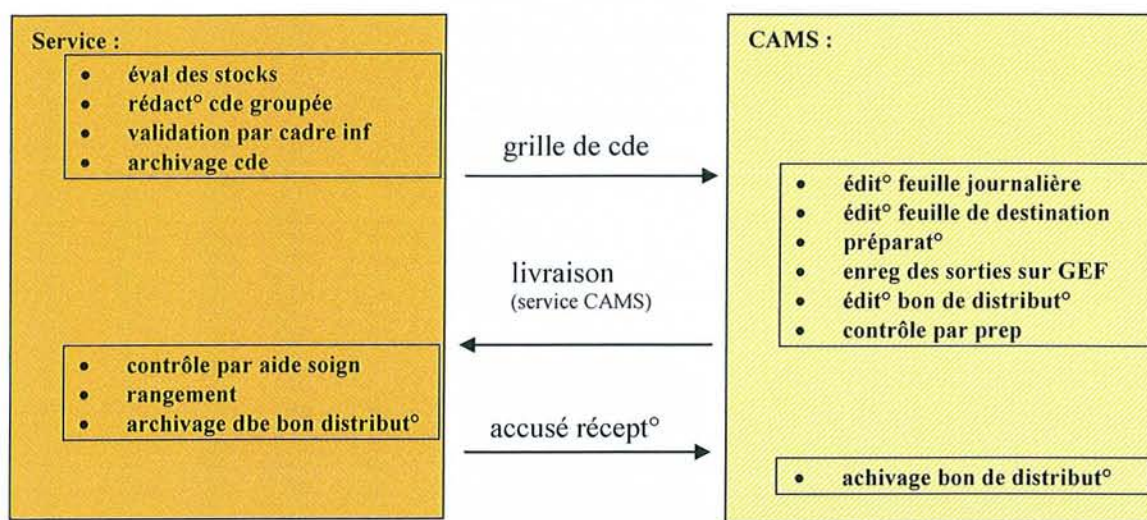 Service :
• éval des stocks
• rédact° cde groupée
• validation par cadre inf
• archivage cde
grille de cde
livraison
(service CAMS)
• contrôle par aide soign
• rangement
• archivage dbe bon distribut°
accusé récept°
CAMS :
• édit° feuille journalière
• édit° feuille de destination
• préparat°
• enreg des sorties sur GEF
• édit° bon de distribut°
• contrôle par prep
• achivage bon de distribut°